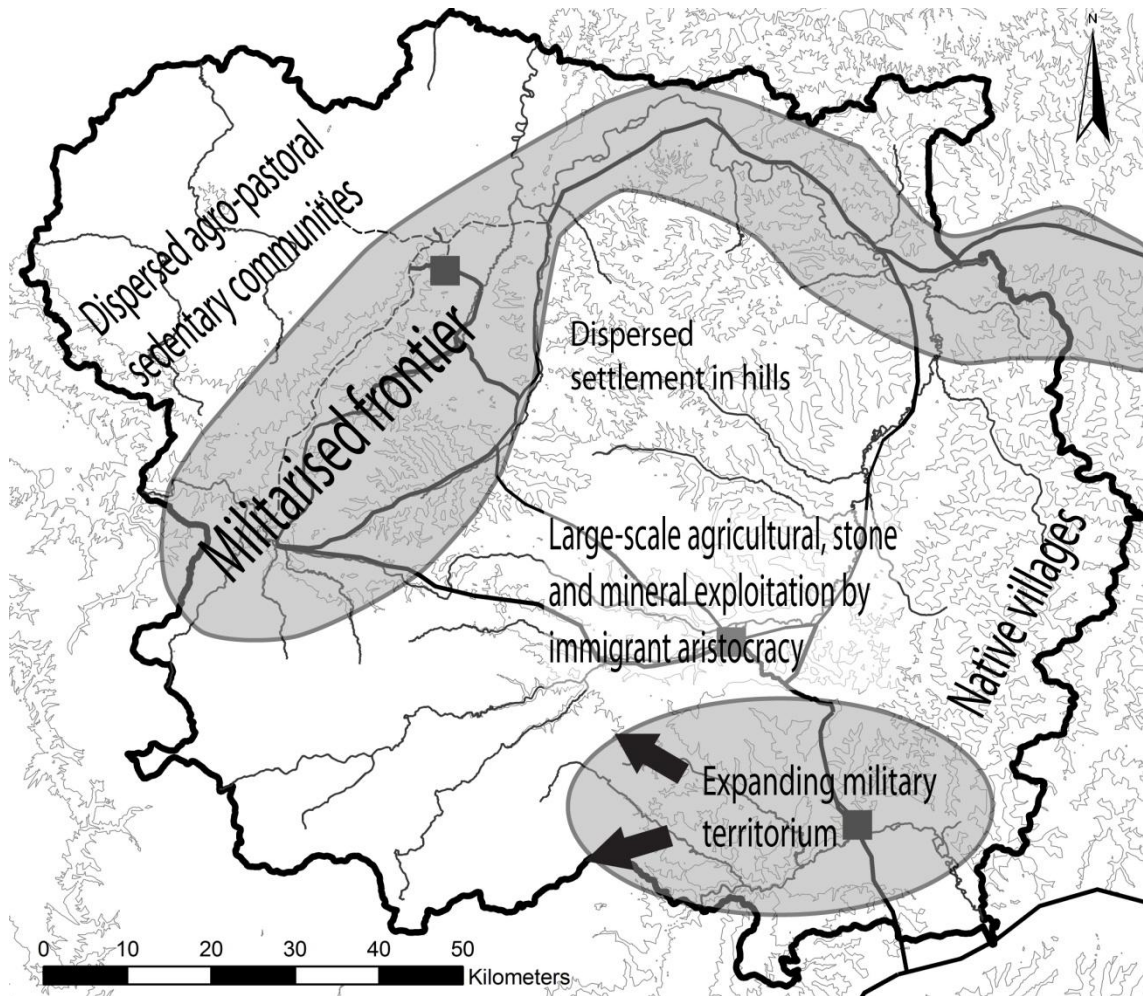 N
Dispersed agro-pastoral
sedentary communities
Militarised frontier
Dispersed
settlement in hills
Large-scale agricultural, stone
and mineral exploitation by
immigrant aristocracy
Native villages
Expanding military
territorium
0 10 20 30 40 50
Kilometers